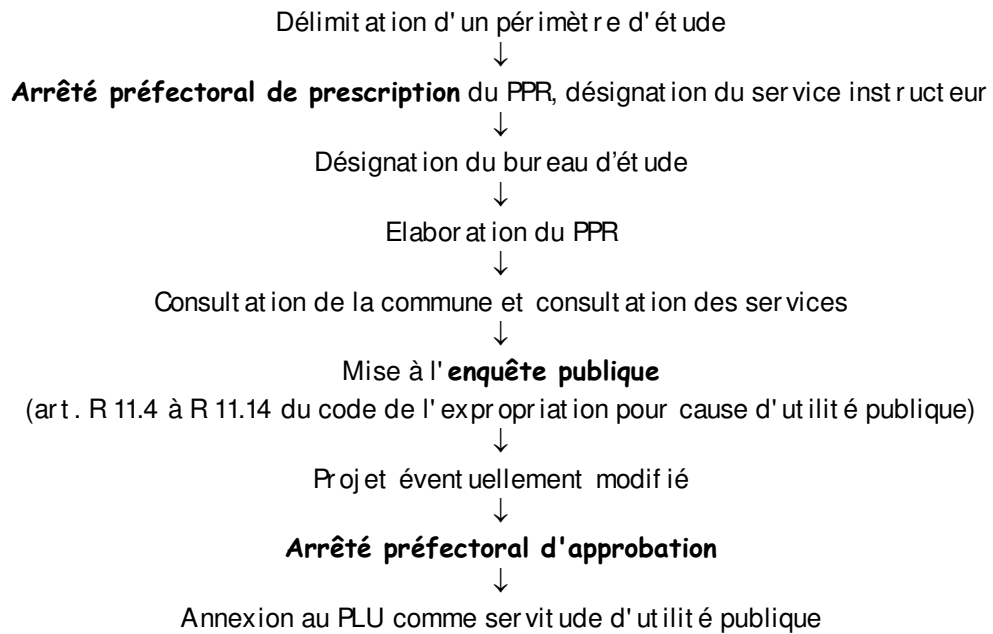 Délimitation d'un périmètre d'étude
↓
Arrêté préfectoral de prescription du PPR, désignation du service instructeur
↓
Désignation du bureau d'étude
↓
Elaboration du PPR
↓
Consultation de la commune et consultation des services
↓
Mise à l'enquête publique
(art. R 11.4 à R 11.14 du code de l'expropriation pour cause d'utilité publique)
↓
Projet éventuellement modifié
↓
Arrêté préfectoral d'approbation
↓
Annexion au PLU comme servitude d'utilité publique